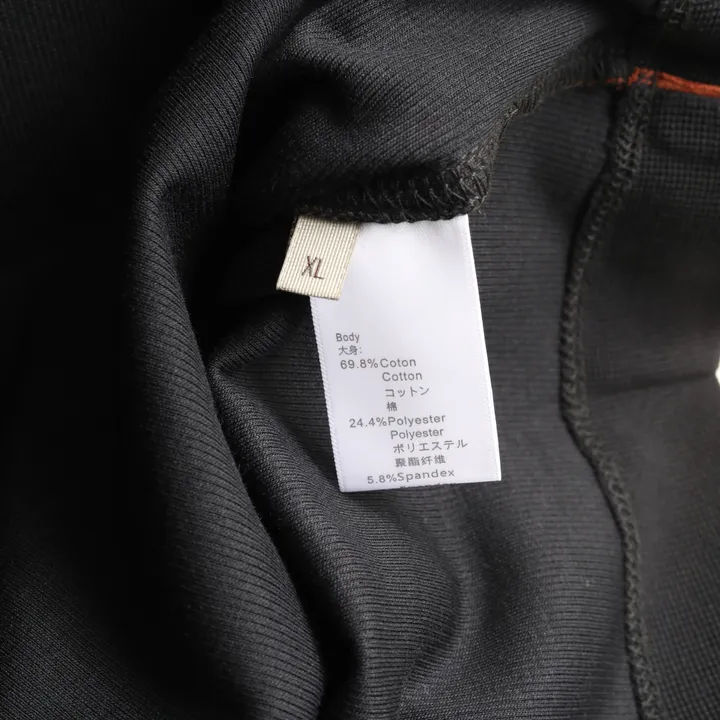 XL
Body
大身:
69.8%Coton
Cotton
コットン
棉
24.4%Polyester
Polyester
ポリエステル
聚酯纤维
5.8%Spandex